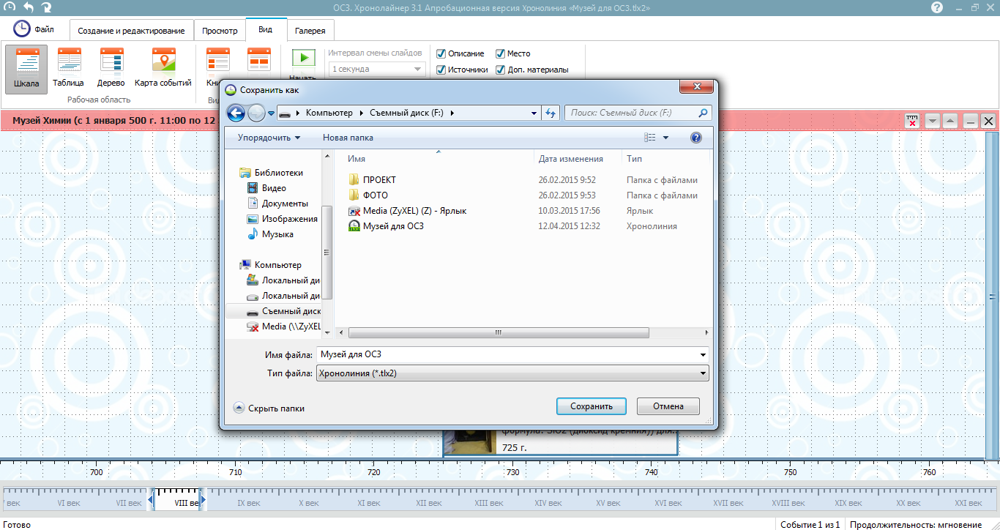 ОС3. Хронолайнер 3.1 Апробационная версия Хронолиния «Музей для ОС3.tlx2»
Файл
Создание и редактирование
Просмотр
Вид
Галерея
Интервал смены слайдов
1 секунда
Описание
Место
Источники
Доп. материалы
Шкала
Таблица
Дерево
Карта событий
Рабочая область
Музей Химии (с 1 января 500 г. 11:00 по 12
Сохранить как
Компьютер
Съемный диск (F:)
Поиск: Съемный диск (F:)
Упорядочить
Новая папка
Библиотеки
Видео
Документы
Изображения
Музыка
Компьютер
Локальный ди
Локальный ди
Съемный диск
Media (\\ZyXEL
Имя
Дата изменения
Тип
ПРОЕКТ
26.02.2015 9:52
Папка с файлами
ФОТО
26.02.2015 9:53
Папка с файлами
Media (ZyXEL) (Z) - Ярлык
10.03.2015 17:56
Ярлык
Музей для ОС3
12.04.2015 12:32
Хронолиния
Имя файла:
Музей для ОС3
Тип файла:
Хронолиния (*.tlx2)
Скрыть папки
Сохранить
Отмена
формула: SiO2 (диоксид кремния)) для...
725 г.
700 710 720 730 740 750 760
век VI век VII век VIII ве IX век X век XI век XII век XIII век XIV век XV век XVI век XVII век XVIII век XIX век XX век XXI век
Готово
Событие 1 из 1
Продолжительность: мгновение